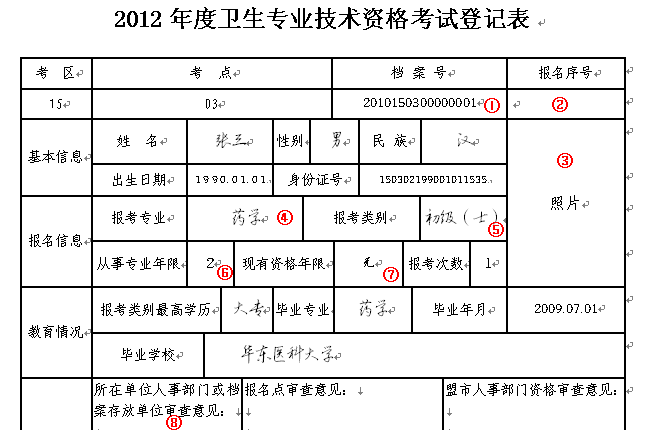 2012 年度卫生专业技术资格考试登记表
考 区 考 点 档 案 号 报名序号
15 03 2010150300000001 ① ②
基本信息 姓 名 张三 性别 男 民 族 汉 ③ 照片
出生日期 1990.01.01 身份证号 150302199001011535
报名信息 报考专业 药学 ④ 报考类别 初级（士） ⑤
从事专业年限 2 ⑥ 现有资格年限 无 ⑦ 报考次数 1
教育情况 报考类别最高学历 大专 毕业专业 药学 毕业年月 2009.07.01
毕业学校 华东医科大学
所在单位人事部门或档 报名点审查意见： 盟市人事部门资格审查意见：
案存放单位审查意见： ⑧